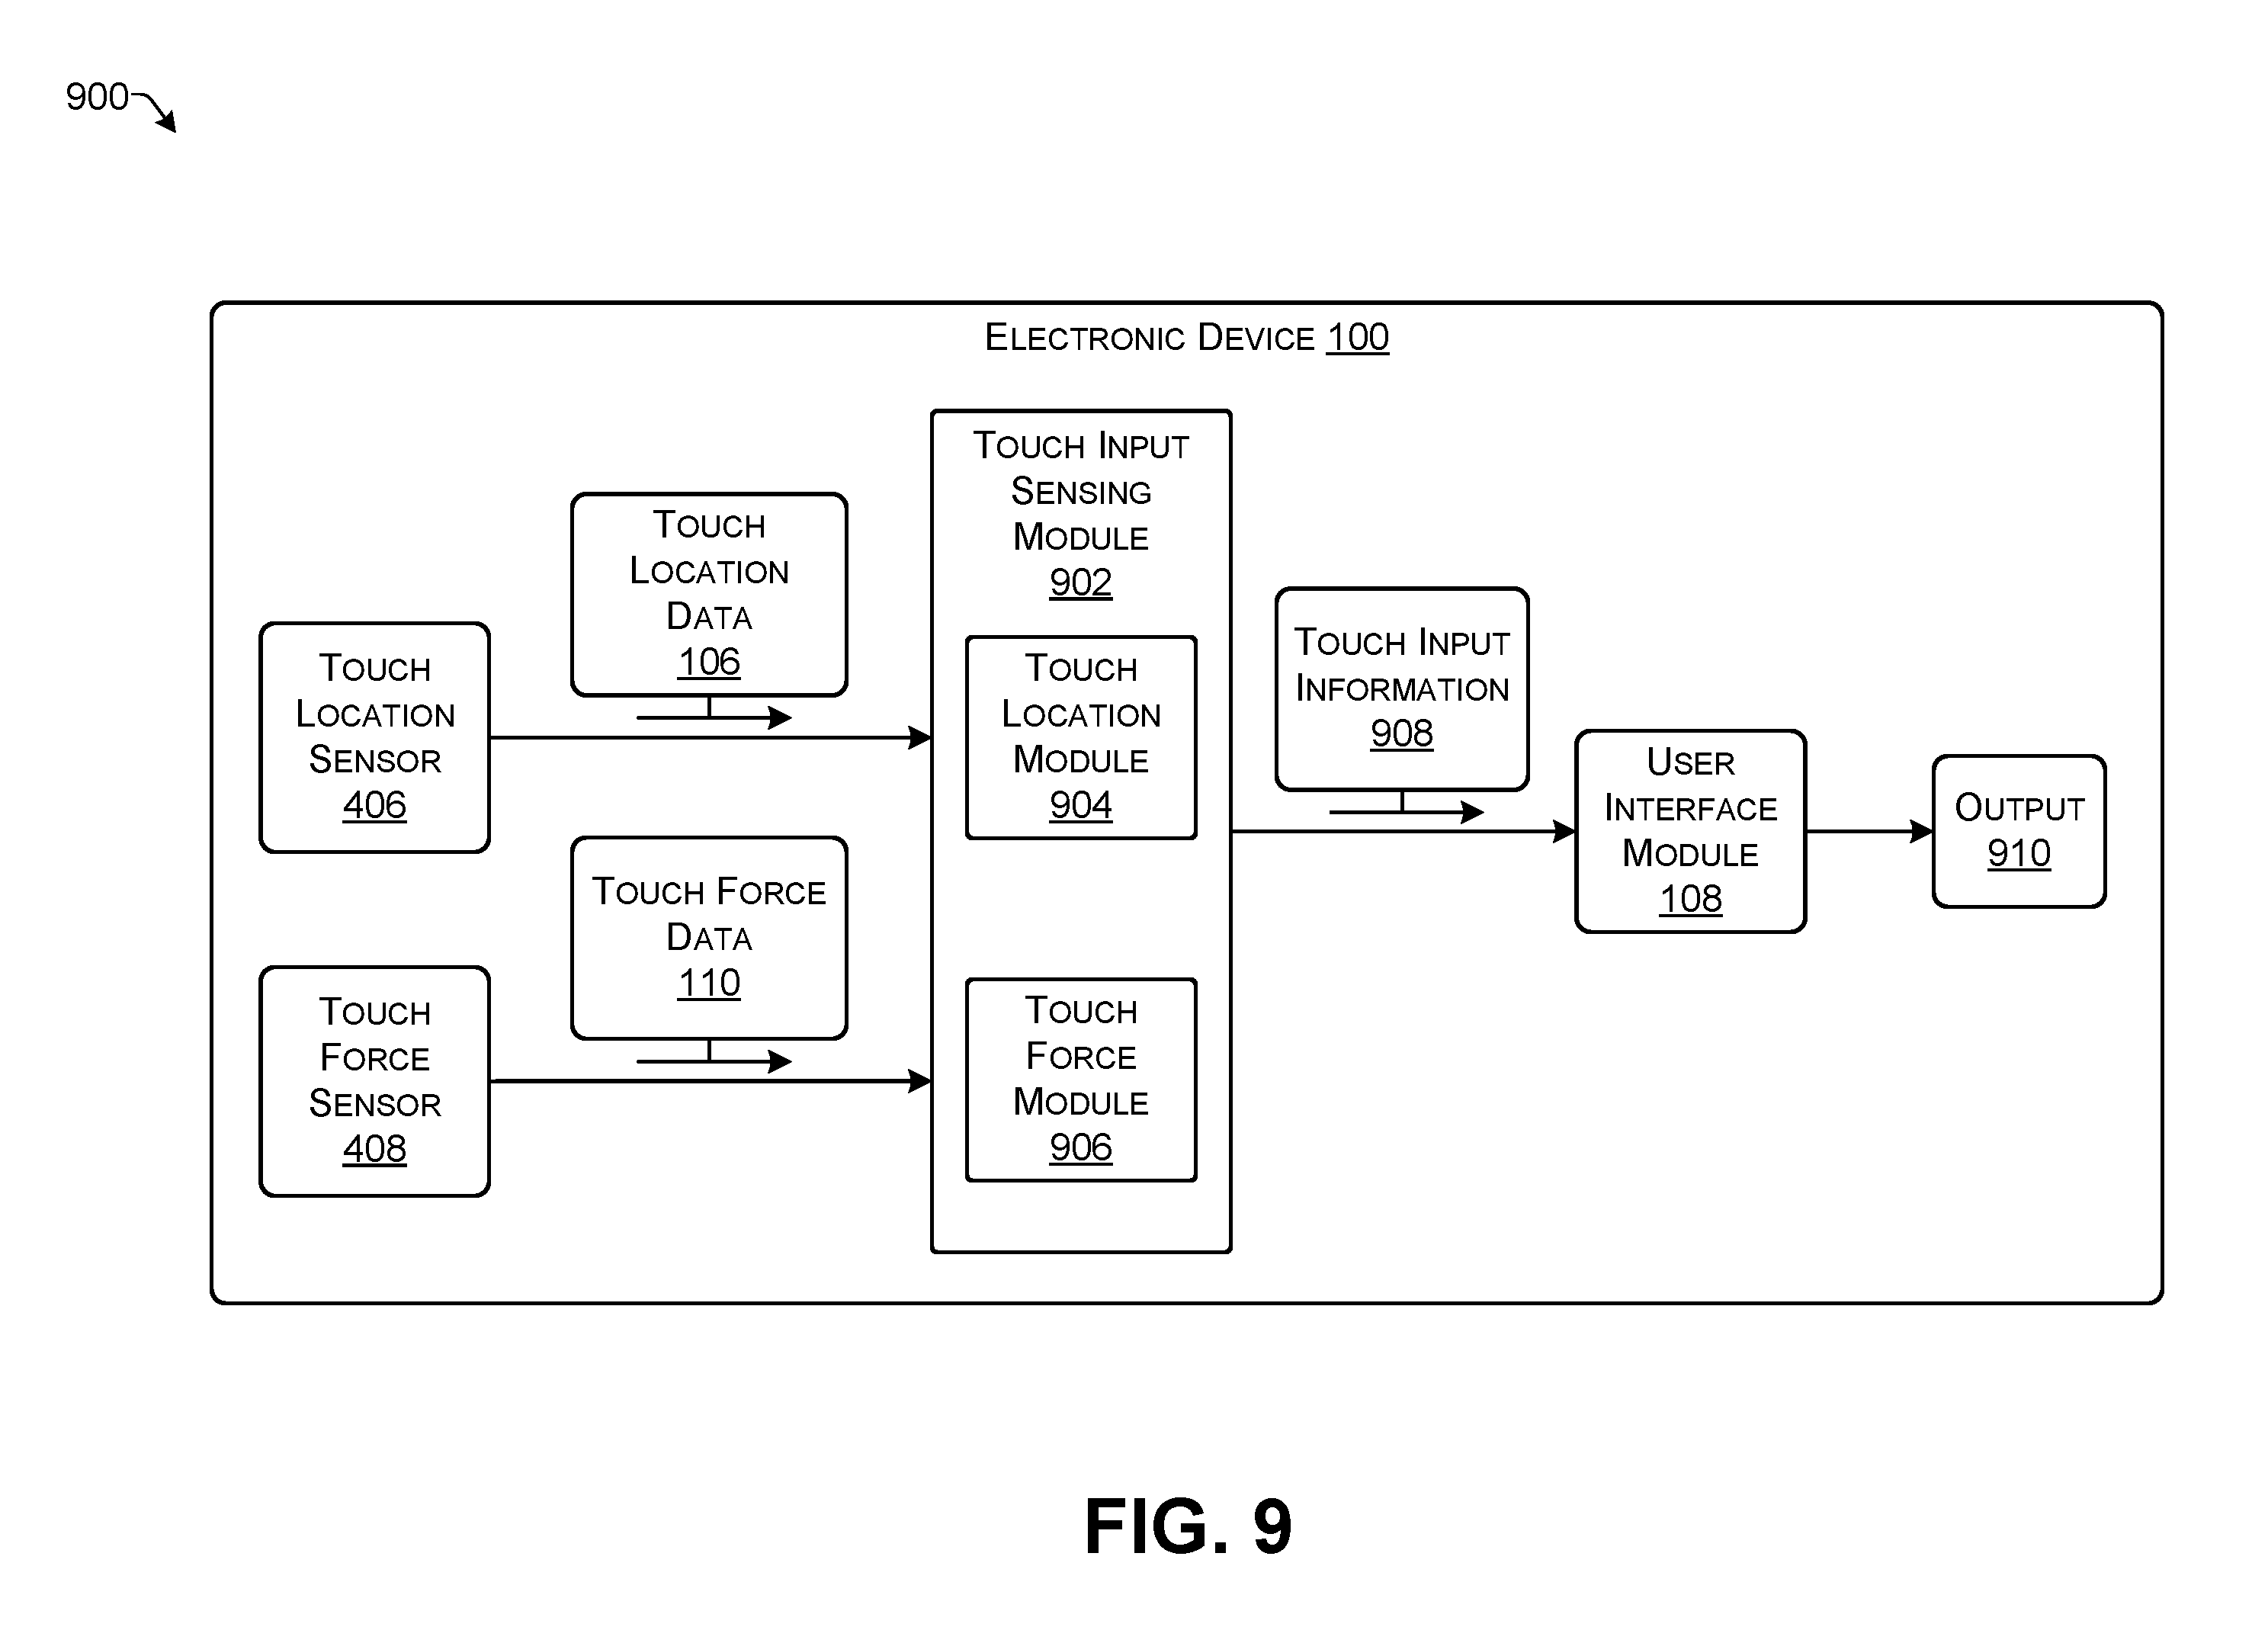 900
ELECTRONIC DEVICE 100
TOUCH
LOCATION
SENSOR
406
TOUCH
LOCATION
DATA
106
TOUCH FORCE
SENSOR
408
TOUCH FORCE
DATA
110
TOUCH INPUT
SENSING
MODULE
902
TOUCH
LOCATION
MODULE
904
TOUCH
FORCE
MODULE
906
TOUCH INPUT
INFORMATION
908
USER
INTERFACE
MODULE
108
OUTPUT
910
FIG. 9